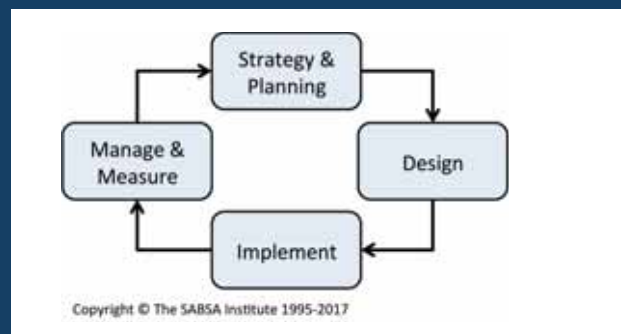 Strategy &
Planning
Manage &
Measure
Design
Implement
Copyright © The SABSA Institute 1995-2017